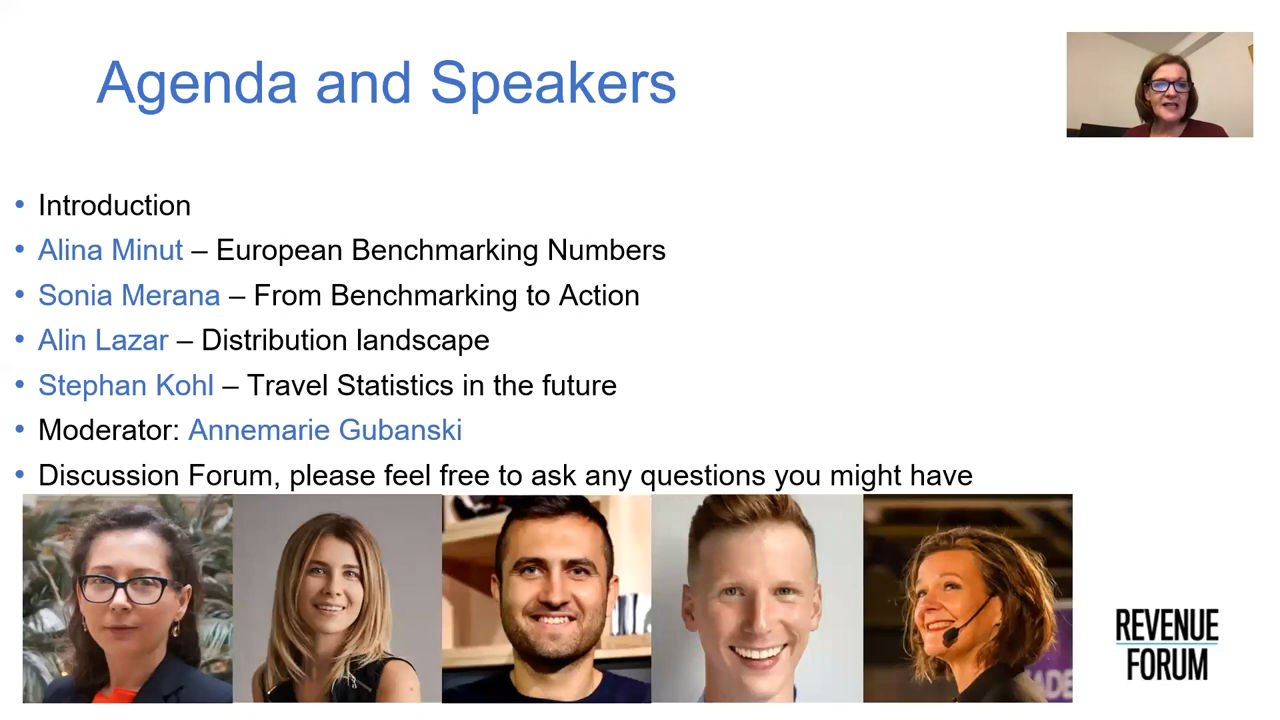 Agenda and Speakers
• Introduction
• Alina Minut – European Benchmarking Numbers
• Sonia Merana – From Benchmarking to Action
• Alin Lazar – Distribution landscape
• Stephan Kohl – Travel Statistics in the future
• Moderator: Annemarie Gubanski
• Discussion Forum, please feel free to ask any questions you might have
REVENUE
FORUM